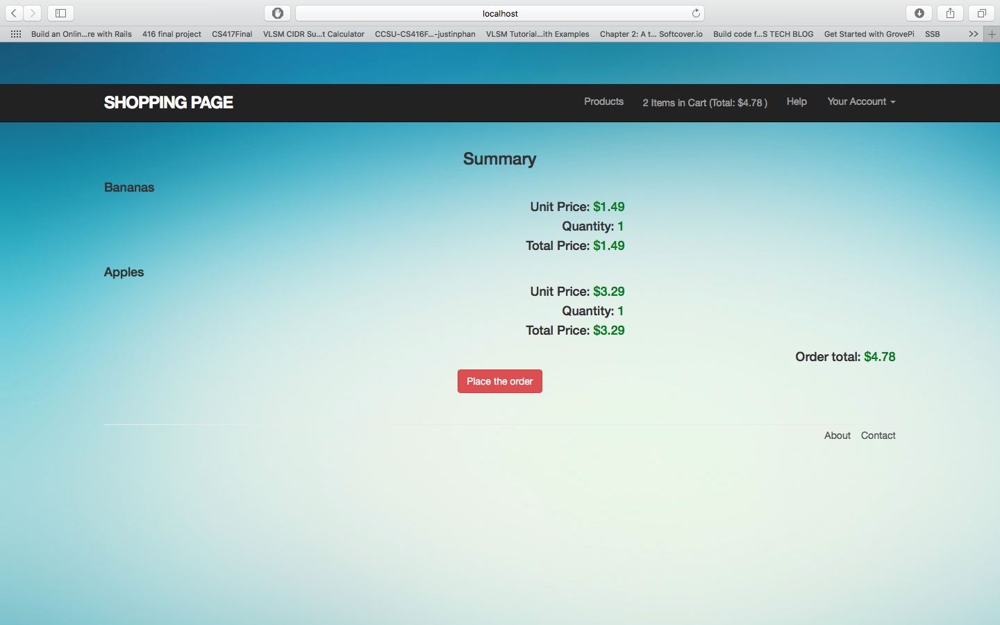 localhost
Build an Onlin...re with Rails 416 final project CS417Final VLSM CIDR Su...t Calculator CCSU-CS416F...-justinphan VLSM Tutorial...ith Examples Chapter 2: A t... Softcover.io Build code f...S TECH BLOG Get Started with GrovePi SSB
SHOPPING PAGE Products 2 Items in Cart (Total: $4.78 ) Help Your Account
Summary
Bananas
Unit Price: $1.49
Quantity: 1
Total Price: $1.49
Apples
Unit Price: $3.29
Quantity: 1
Total Price: $3.29
Order total: $4.78
Place the order
About Contact